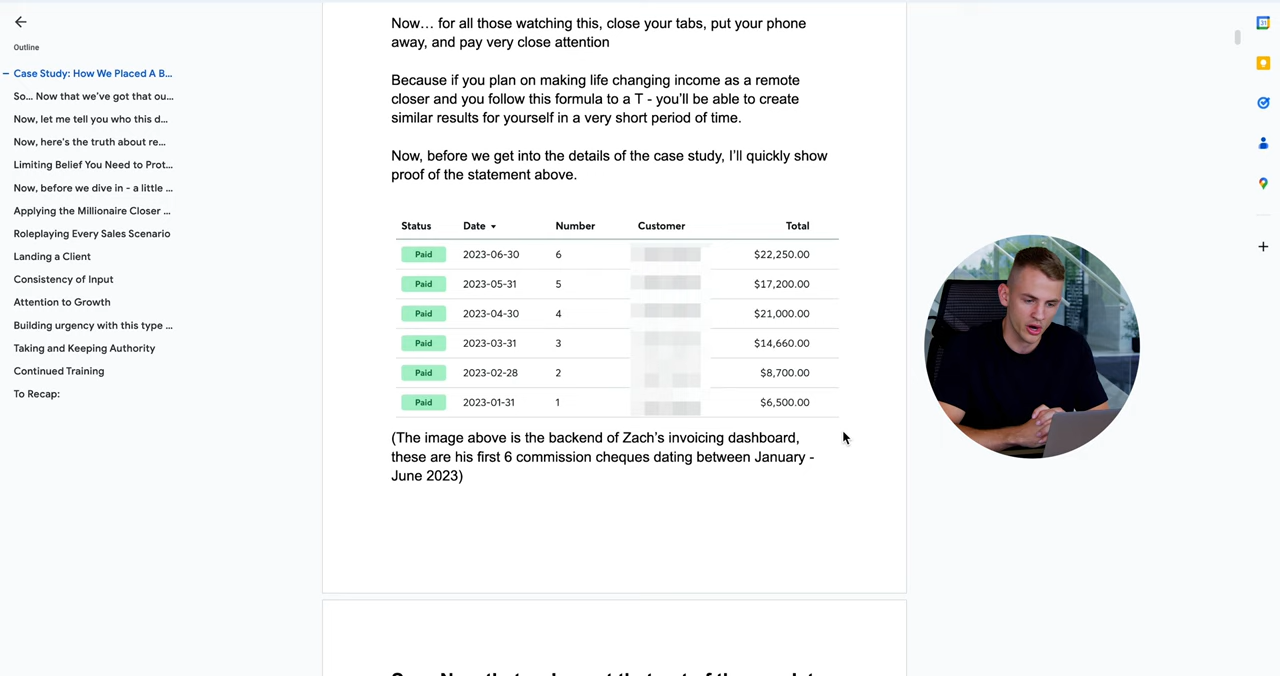 Now… for all those watching this, close your tabs, put your phone
away, and pay very close attention
Because if you plan on making life changing income as a remote
closer and you follow this formula to a T - you'll be able to create
similar results for yourself in a very short period of time.
Now, before we get into the details of the case study, I'll quickly show
proof of the statement above.
Outline
Case Study: How We Placed A B...
So... Now that we've got that ou...
Now, let me tell you who this d...
Now, here's the truth about re...
Limiting Belief You Need to Prot...
Now, before we dive in - a little ...
Applying the Millionaire Closer ...
Roleplaying Every Sales Scenario
Landing a Client
Consistency of Input
Attention to Growth
Building urgency with this type ...
Taking and Keeping Authority
Continued Training
To Recap:
Status Date Number Customer Total
Paid 2023-06-30 6 $22,250.00
Paid 2023-05-31 5 $17,200.00
Paid 2023-04-30 4 $21,000.00
Paid 2023-03-31 3 $14,660.00
Paid 2023-02-28 2 $8,700.00
Paid 2023-01-31 1 $6,500.00
(The image above is the backend of Zach's invoicing dashboard,
these are his first 6 commission cheques dating between January -
June 2023)
31